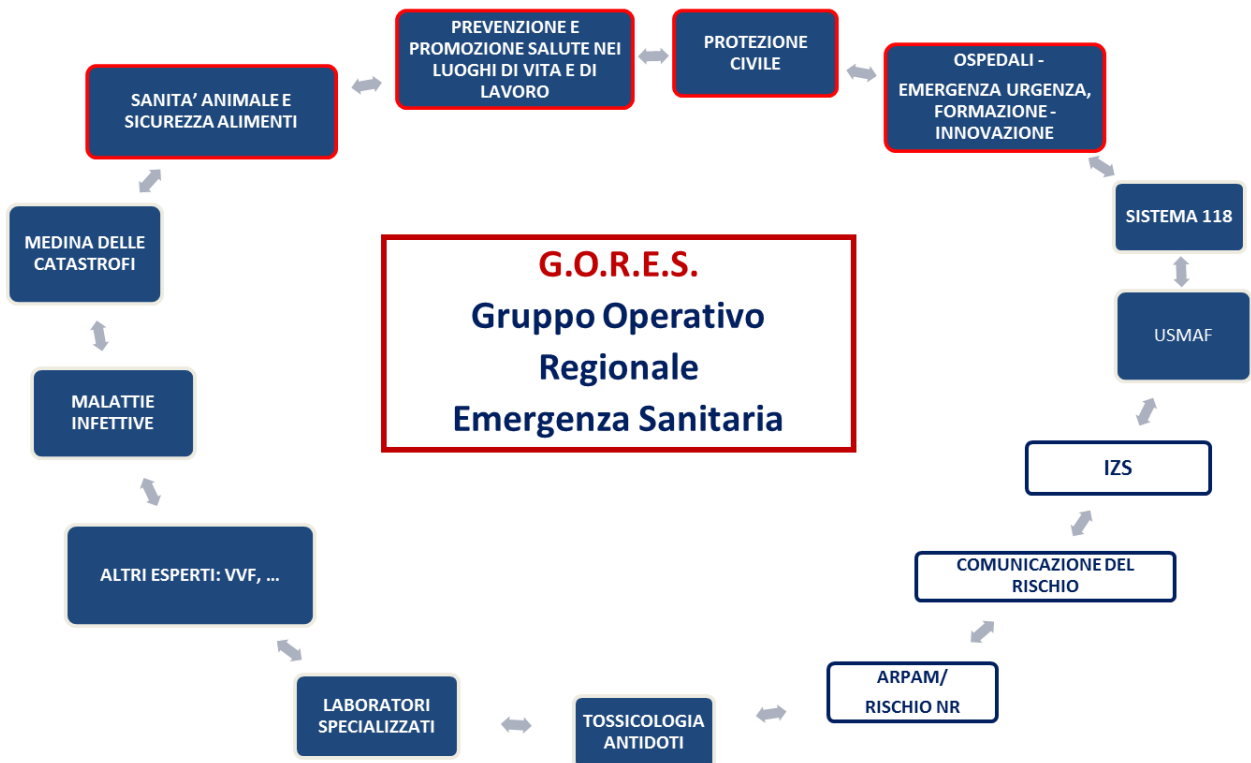 PREVENZIONE E
PROMOZIONE SALUTE NEI
LUOGHI DI VITA E DI
LAVORO
PROTEZIONE
CIVILE
OSPEDALI -
EMERGENZA URGENZA,
FORMAZIONE -
INNOVAZIONE
SANITA’ ANIMALE E
SICUREZZA ALIMENTI
SISTEMA 118
MEDINA DELLE
CATASTROFI
G.O.R.E.S.
Gruppo Operativo
Regionale
Emergenza Sanitaria
USMAF
MALATTIE
INFETTIVE
IZS
COMUNICAZIONE DEL
RISCHIO
ALTRI ESPERTI: VVF, ...
ARPAM/
RISCHIO NR
LABORATORI
SPECIALIZZATI
TOSSICOLOGIA
ANTIDOTI